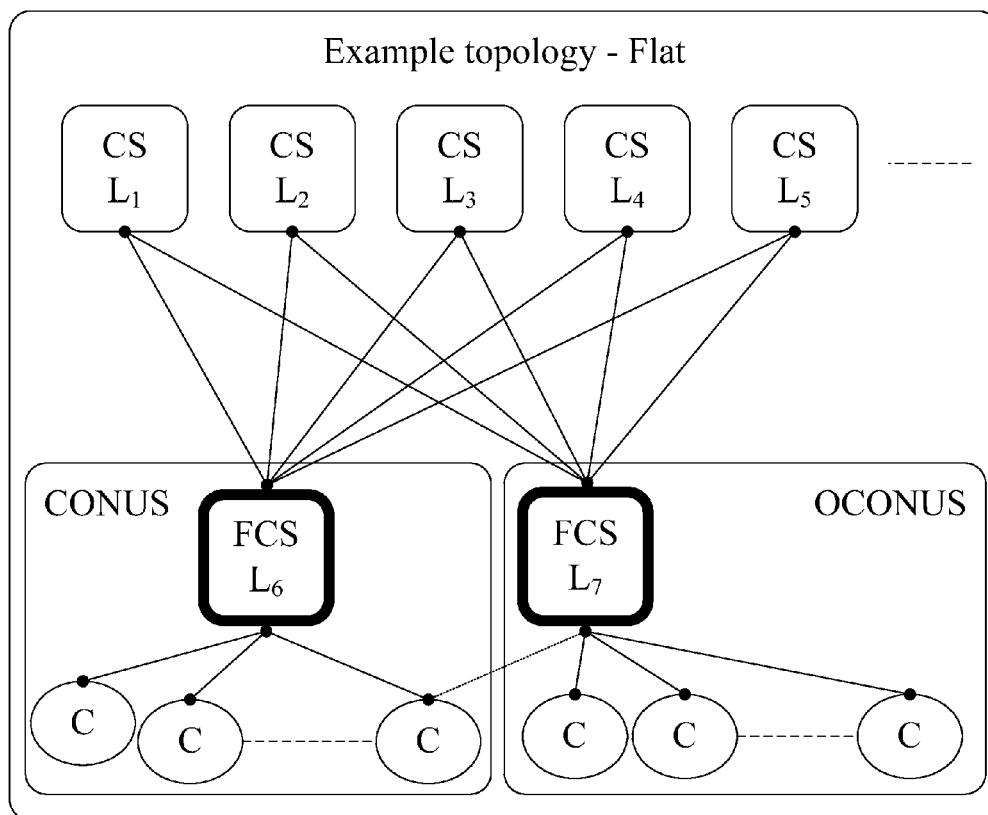 Example topology - Flat
CS
L₁
CS
L₂
CS
L₃
CS
L₄
CS
L₅
CONUS
FCS
L₆
FCS
L₇
OCONUS
C
C
C
C
C
C